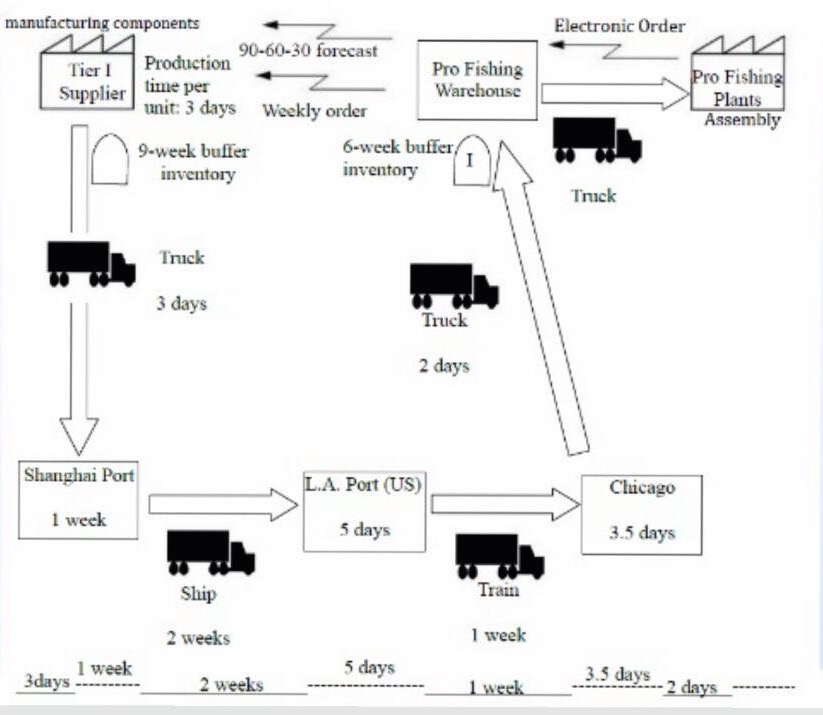 manufacturing components
Tier I
Supplier
Production
time per
unit: 3 days
90-60-30 forecast
Weekly order
Pro Fishing
Warehouse
Electronic Order
Pro Fishing
Plants
Assembly
9-week buffer
inventory
6-week buffer
inventory
I
Truck
Truck
3 days
Truck
2 days
Shanghai Port
1 week
L.A. Port (US)
5 days
Chicago
3.5 days
Ship
2 weeks
Train
1 week
3days
1 week
2 weeks
5 days
1 week
3.5 days
2 days